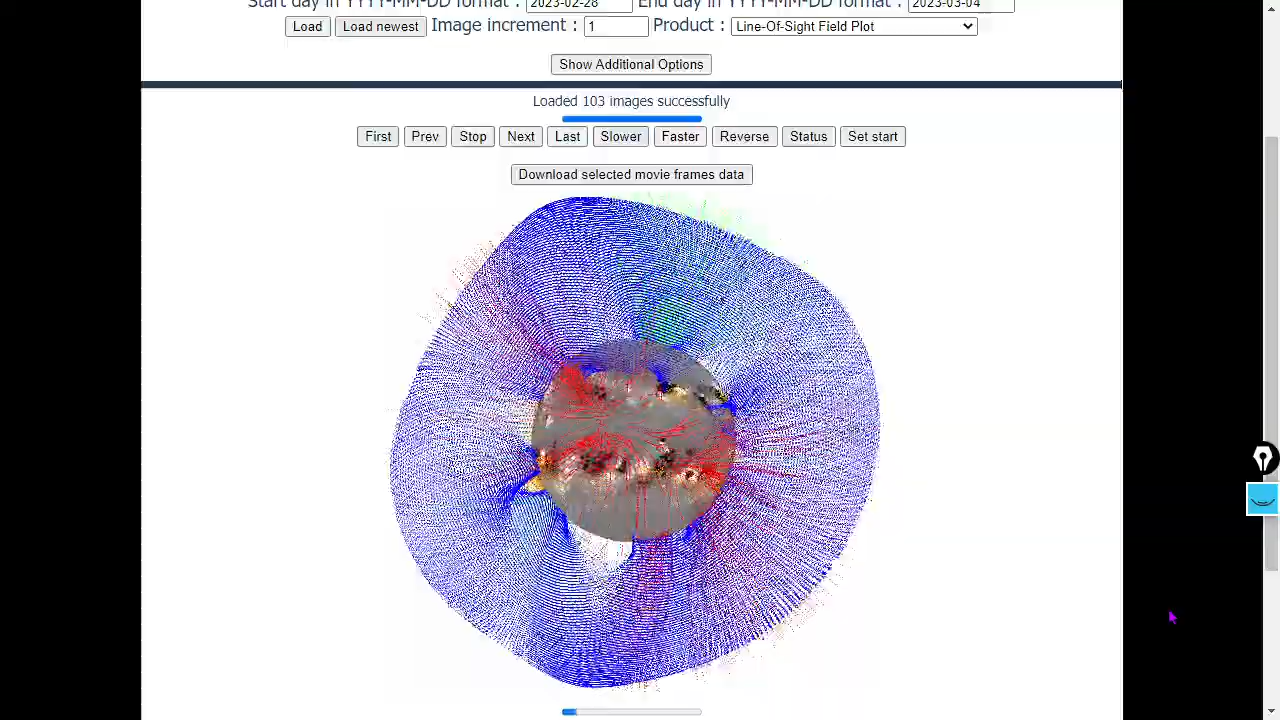 Start day in YYYY-MM-DD format : 2023-02-28 End day in YYYY-MM-DD format : 2023-03-04
Load Load newest Image increment : 1 Product : Line-Of-Sight Field Plot
Show Additional Options
Loaded 103 images successfully
First Prev Stop Next Last Slower Faster Reverse Status Set start
Download selected movie frames data